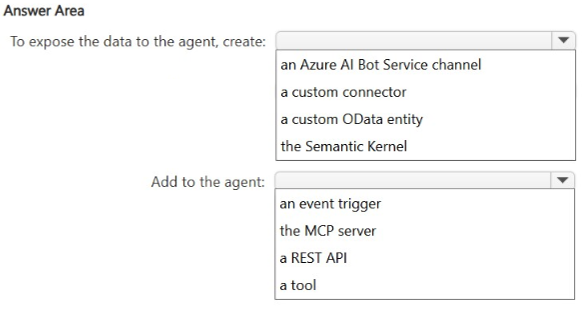 Answer Area
To expose the data to the agent, create:
an Azure AI Bot Service channel
a custom connector
a custom OData entity
the Semantic Kernel
Add to the agent:
an event trigger
the MCP server
a REST API
a tool